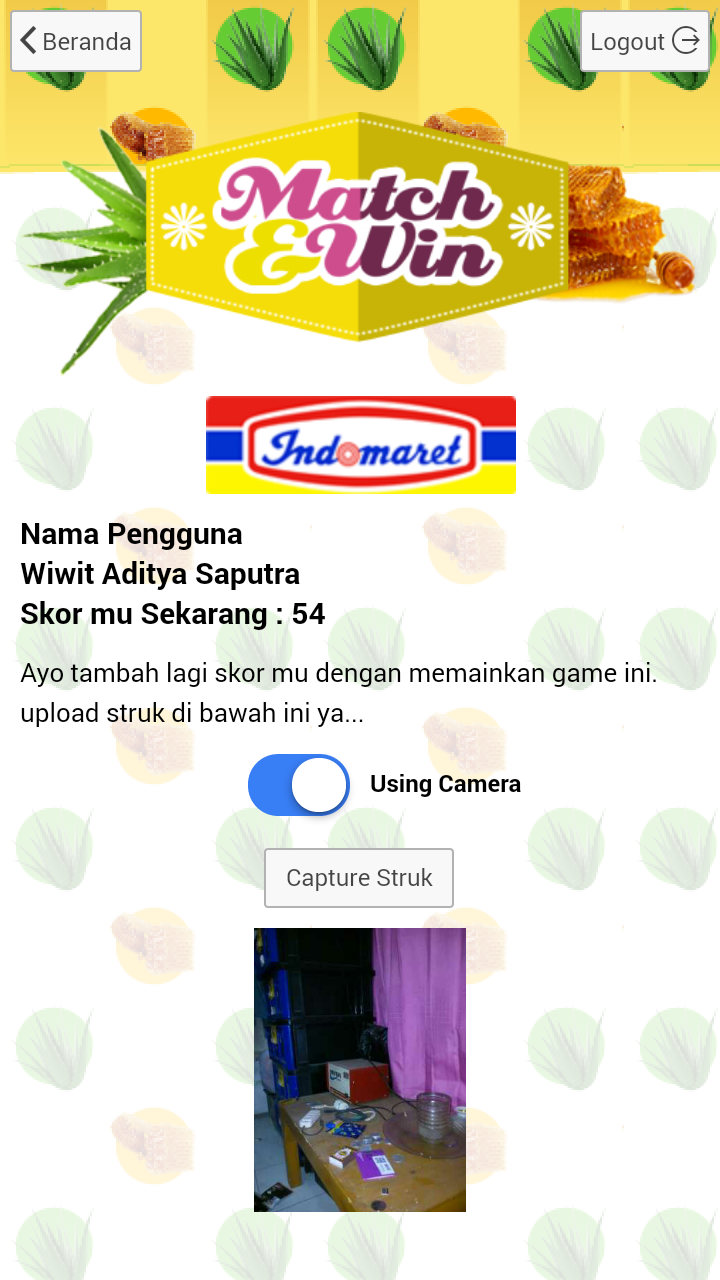 Beranda
Logout
Match
&Win
Indomaret
Nama Pengguna
Wiwit Aditya Saputra
Skor mu Sekarang : 54
Ayo tambah lagi skor mu dengan memainkan game ini.
upload struk di bawah ini ya...
Using Camera
Capture Struk